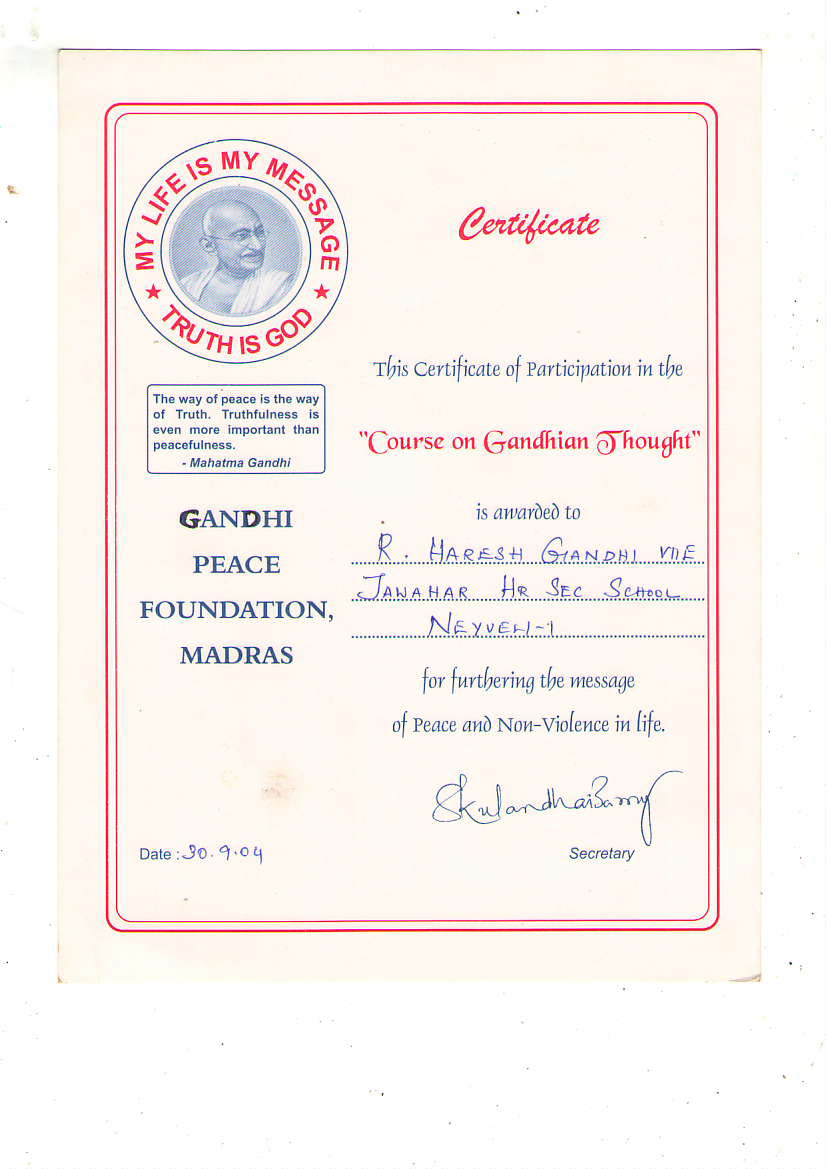 MY LIFE IS MY MESSAGE
★ TRUTH IS GOD ★
The way of peace is the way
of Truth. Truthfulness is
even more important than
peacefulness.
- Mahatma Gandhi
GANDHI
PEACE
FOUNDATION,
MADRAS
Certificate
This Certificate of Participation in the
"Course on Gandhian Thought"
is awarded to
R. HARESH GANDHI VIIE
JAWAHAR HR SEC SCHOOL
NEYVELI-1
for furthering the message
of Peace and Non-Violence in life.
SkulandhaiSamy
Date : 30.9.04
Secretary